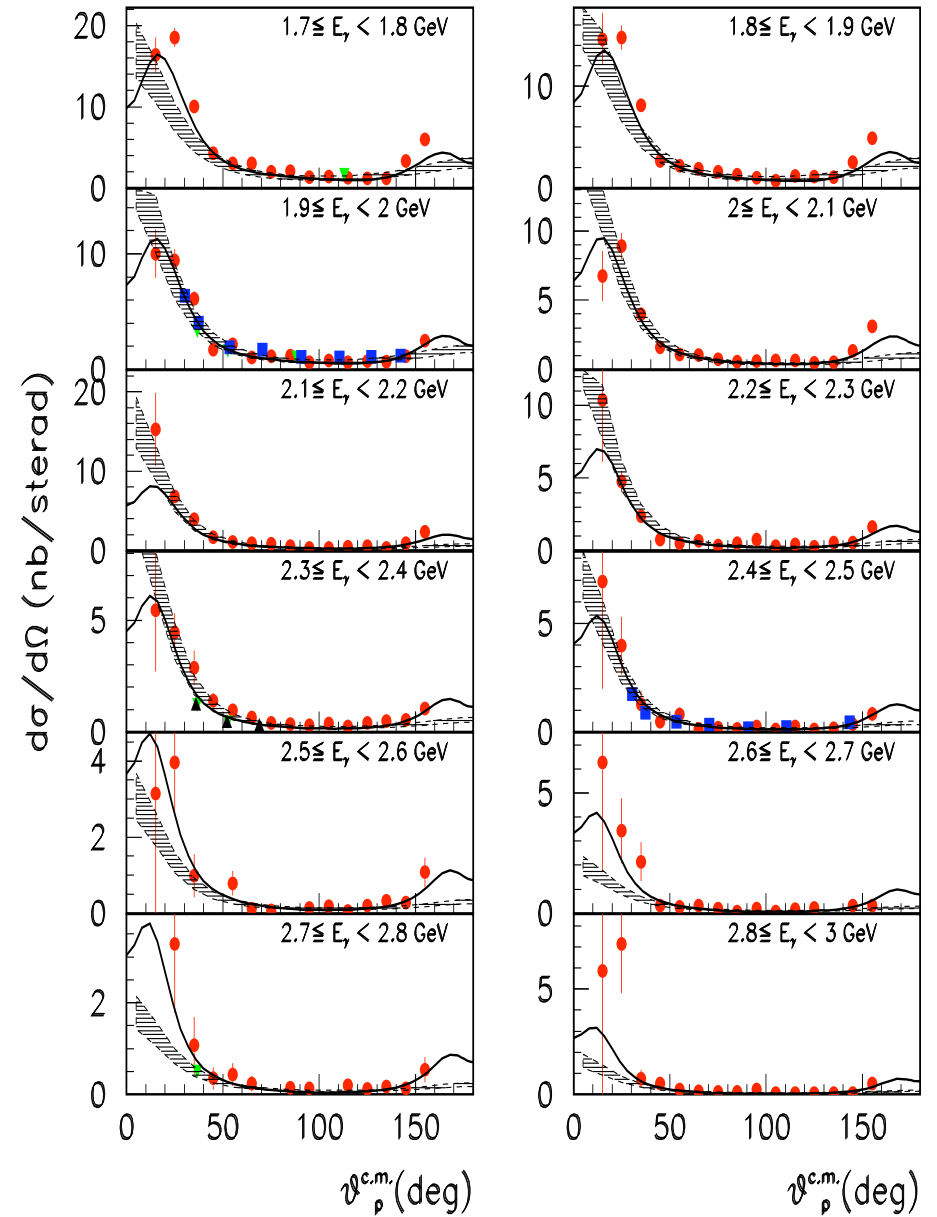 1.7≦ Eγ < 1.8 GeV
20
10
0
1.8≦ Eγ < 1.9 GeV
10
0
1.9≦ Eγ < 2 GeV
10
0
2≦ Eγ < 2.1 GeV
10
5
0
2.1≦ Eγ < 2.2 GeV
20
10
0
2.2≦ Eγ < 2.3 GeV
10
5
0
2.3≦ Eγ < 2.4 GeV
5
0
2.4≦ Eγ < 2.5 GeV
5
0
2.5≦ Eγ < 2.6 GeV
4
2
0
2.6≦ Eγ < 2.7 GeV
5
0
2.7≦ Eγ < 2.8 GeV
2
0
2.8≦ Eγ < 3 GeV
5
0
dσ/dΩ (nb/sterad)
0 50 100 150
0 50 100 150
ϑ c.m. p (deg)
ϑ c.m. p (deg)